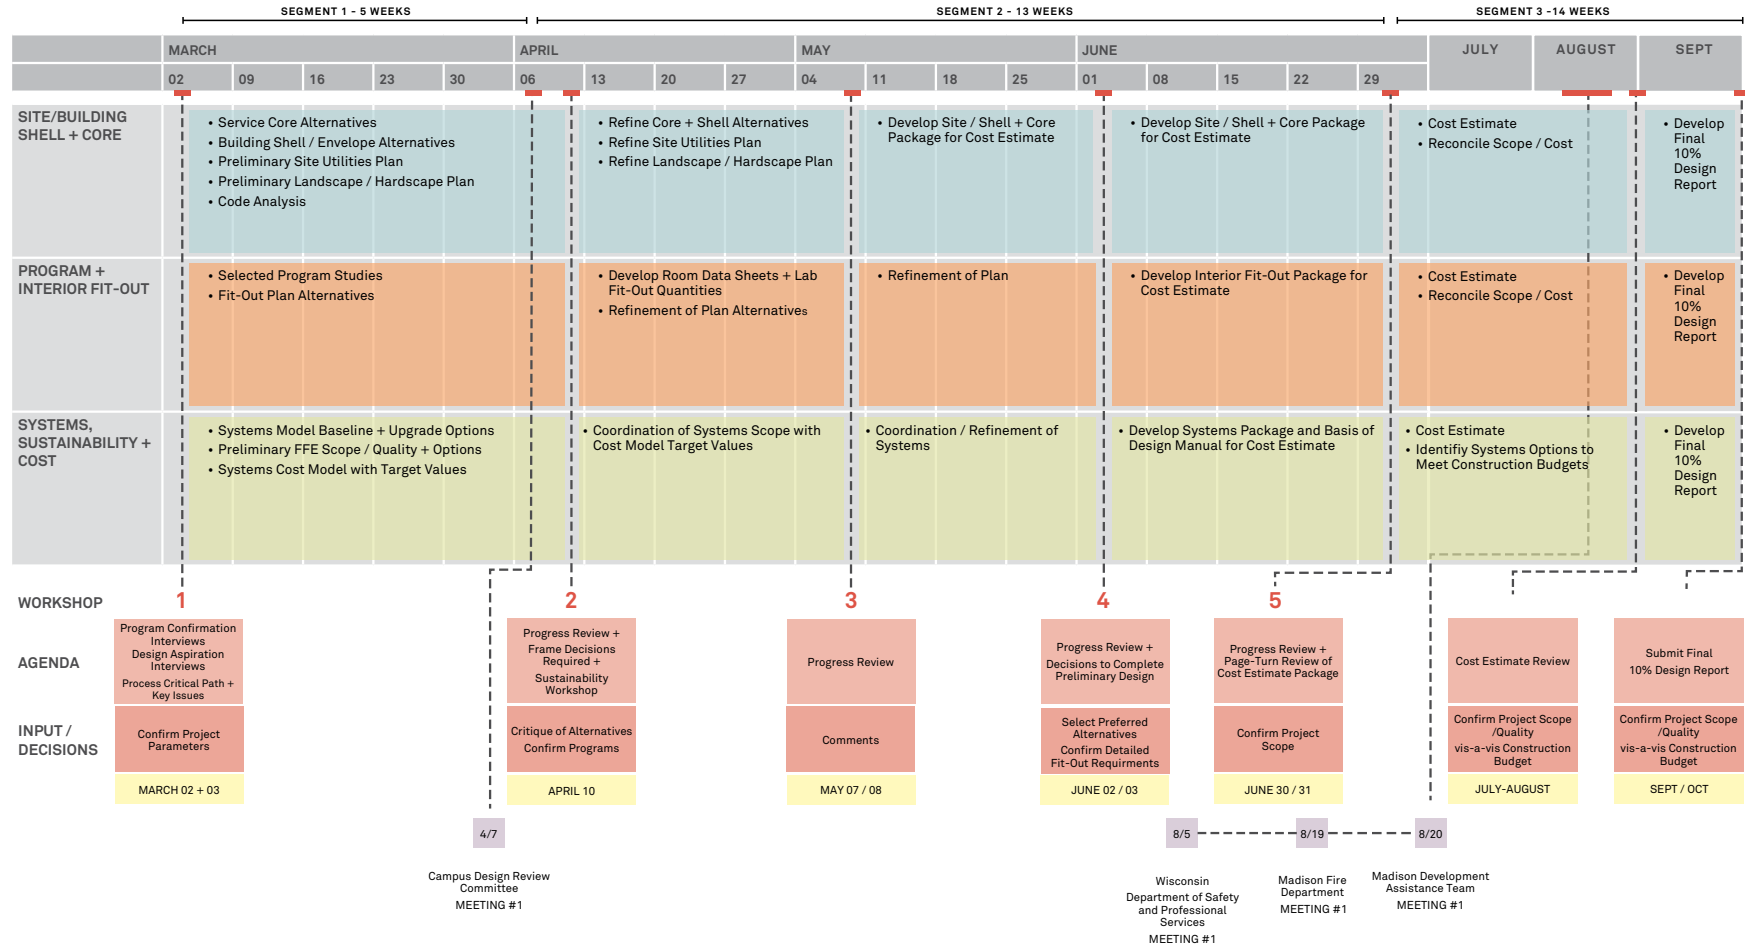 SEGMENT 1 - 5 WEEKS
SEGMENT 2 - 13 WEEKS
SEGMENT 3 -14 WEEKS
MARCH
APRIL
MAY
JUNE
JULY
AUGUST
SEPT
02
09
16
23
30
06
13
20
27
04
11
18
25
01
08
15
22
29
SITE/BUILDING
SHELL + CORE
• Service Core Alternatives
• Building Shell / Envelope Alternatives
• Preliminary Site Utilities Plan
• Preliminary Landscape / Hardscape Plan
• Code Analysis
• Refine Core + Shell Alternatives
• Refine Site Utilities Plan
• Refine Landscape / Hardscape Plan
• Develop Site / Shell + Core
Package for Cost Estimate
• Develop Site / Shell + Core Package
for Cost Estimate
• Cost Estimate
• Reconcile Scope / Cost
• Develop
Final
10%
Design
Report
PROGRAM +
INTERIOR FIT-OUT
• Selected Program Studies
• Fit-Out Plan Alternatives
• Develop Room Data Sheets + Lab
Fit-Out Quantities
• Refinement of Plan Alternatives
• Refinement of Plan
• Develop Interior Fit-Out Package for
Cost Estimate
• Cost Estimate
• Reconcile Scope / Cost
• Develop
Final
10%
Design
Report
SYSTEMS,
SUSTAINABILITY +
COST
• Systems Model Baseline + Upgrade Options
• Preliminary FFE Scope / Quality + Options
• Systems Cost Model with Target Values
• Coordination of Systems Scope with
Cost Model Target Values
• Coordination / Refinement of
Systems
• Develop Systems Package and Basis of
Design Manual for Cost Estimate
• Cost Estimate
• Identifiy Systems Options to
Meet Construction Budgets
• Develop
Final
10%
Design
Report
WORKSHOP
1
2
3
4
5
AGENDA
Program Confirmation
Interviews
Design Aspiration
Interviews
Process Critical Path +
Key Issues
Progress Review +
Frame Decisions
Required +
Sustainability
Workshop
Progress Review
Progress Review +
Decisions to Complete
Preliminary Design
Progress Review +
Page-Turn Review of
Cost Estimate Package
Cost Estimate Review
Submit Final
10% Design Report
INPUT /
DECISIONS
Confirm Project
Parameters
Critique of Alternatives
Confirm Programs
Comments
Select Preferred
Alternatives
Confirm Detailed
Fit-Out Requirments
Confirm Project
Scope
Confirm Project Scope
/Quality
vis-a-vis Construction
Budget
Confirm Project Scope
/Quality
vis-a-vis Construction
Budget
MARCH 02 + 03
APRIL 10
MAY 07 / 08
JUNE 02 / 03
JUNE 30 / 31
JULY-AUGUST
SEPT / OCT
4/7
8/5
8/19
8/20
Campus Design Review
Committee
MEETING #1
Wisconsin
Department of Safety
and Professional
Services
MEETING #1
Madison Fire
Department
MEETING #1
Madison Development
Assistance Team
MEETING #1